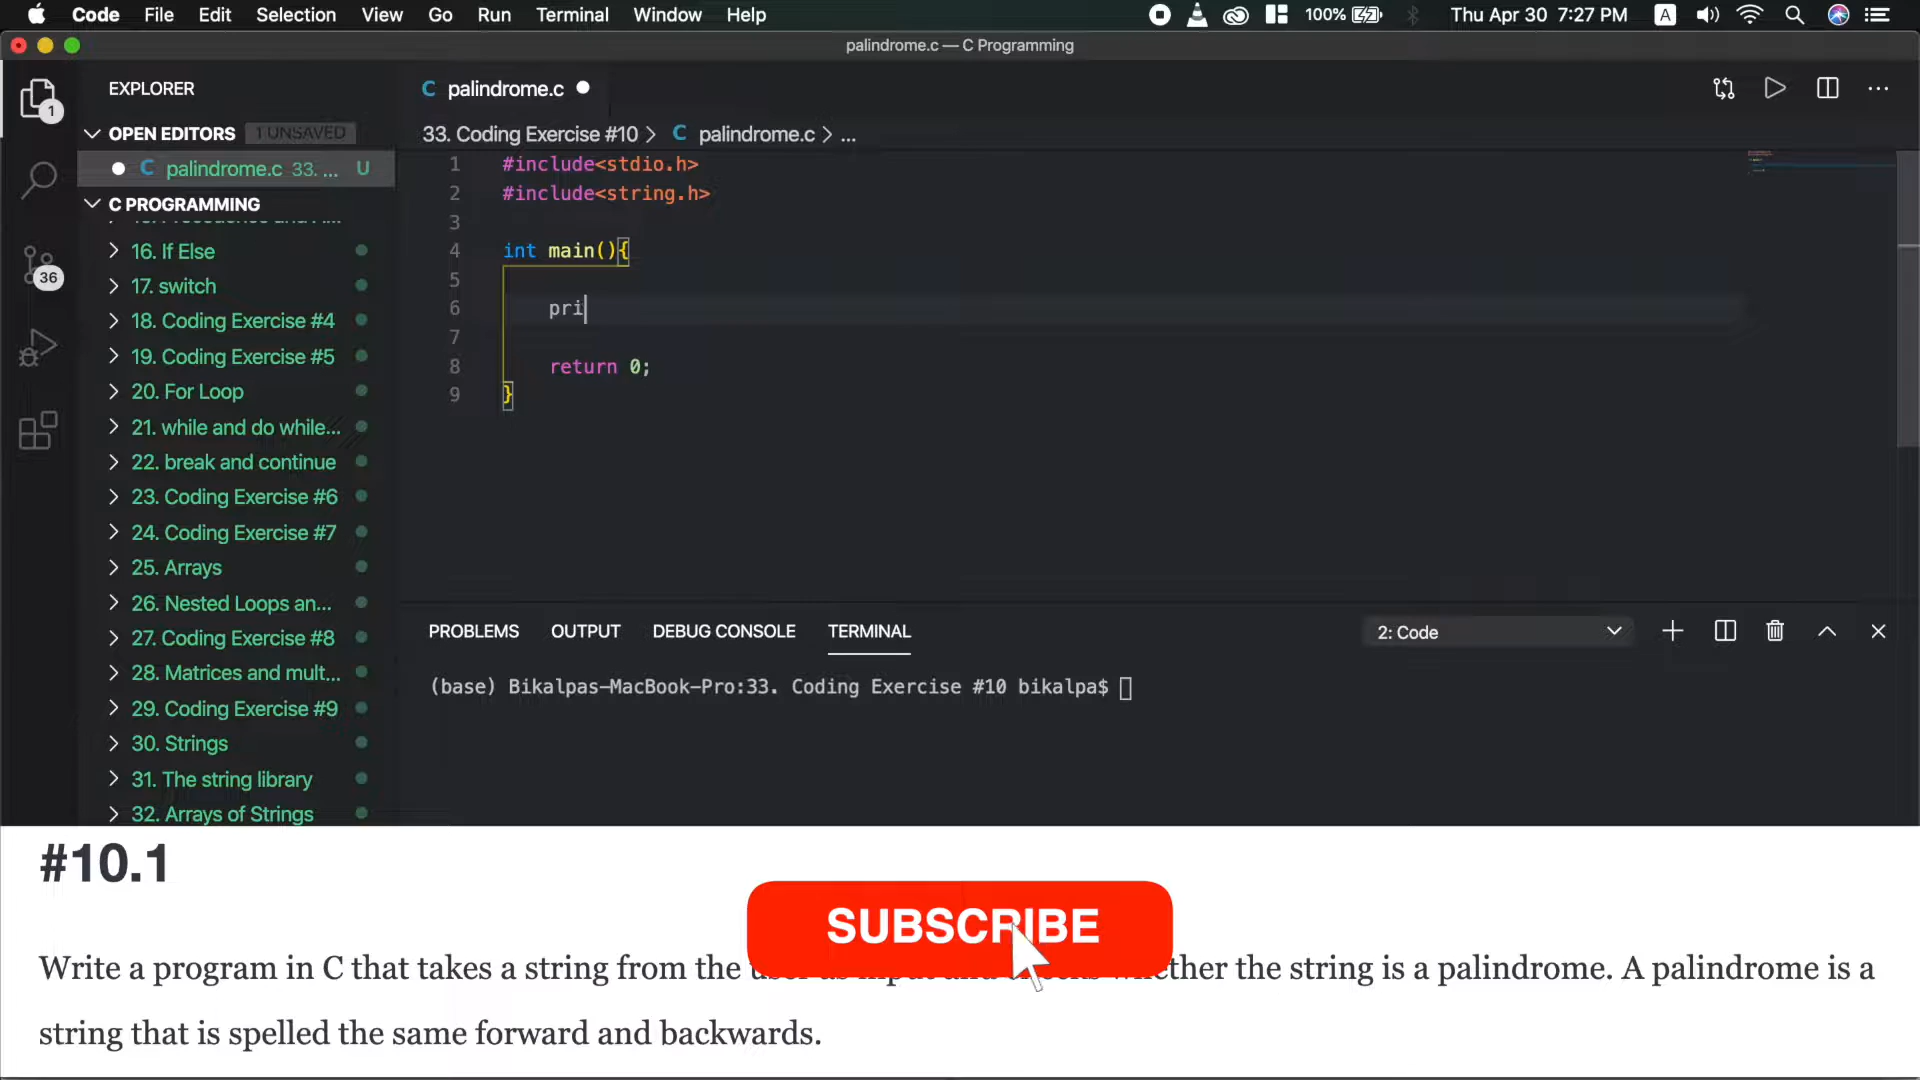 Code File Edit Selection View Go Run Terminal Window Help 100% Thu Apr 30 7:27 PM A
palindrome.c — C Programming
EXPLORER
OPEN EDITORS 1 UNSAVED
C palindrome.c 33. ... U
C PROGRAMMING
16. If Else
17. switch
18. Coding Exercise #4
19. Coding Exercise #5
20. For Loop
21. while and do while...
22. break and continue
23. Coding Exercise #6
24. Coding Exercise #7
25. Arrays
26. Nested Loops an...
27. Coding Exercise #8
28. Matrices and mult...
29. Coding Exercise #9
30. Strings
31. The string library
32. Arrays of Strings
1
36
C palindrome.c
33. Coding Exercise #10 > C palindrome.c > ...
1 #include<stdio.h>
2 #include<string.h>
3
4 int main(){
5
6 pri
7
8 return 0;
9 }
PROBLEMS OUTPUT DEBUG CONSOLE TERMINAL 2: Code
(base) Bikalpas-MacBook-Pro:33. Coding Exercise #10 bikalpa$
#10.1
SUBSCRIBE
Write a program in C that takes a string from the whether the string is a palindrome. A palindrome is a
string that is spelled the same forward and backwards.